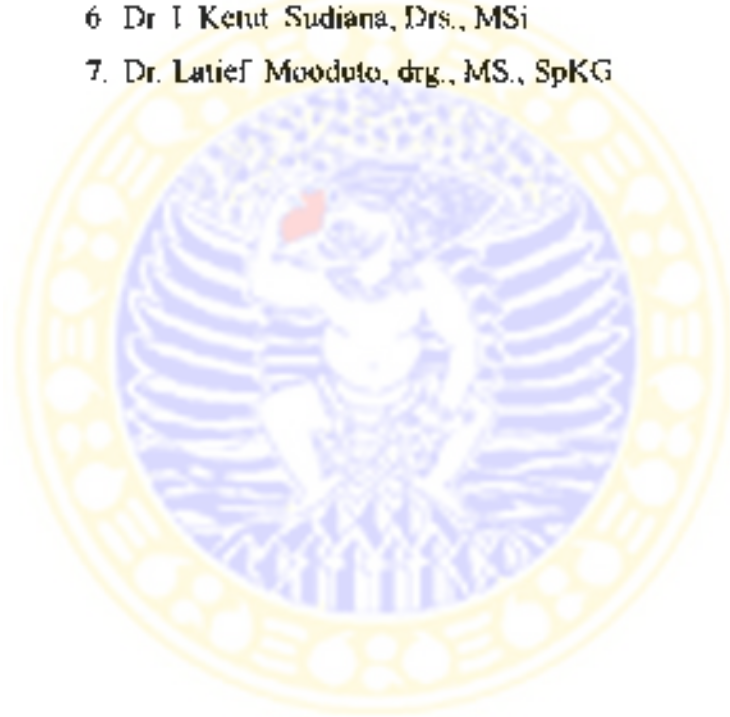 6 Dr I Ketut Sudiana, Drs., MSi
7. Dr. Latief Mooduto, drg., MS., SpKG